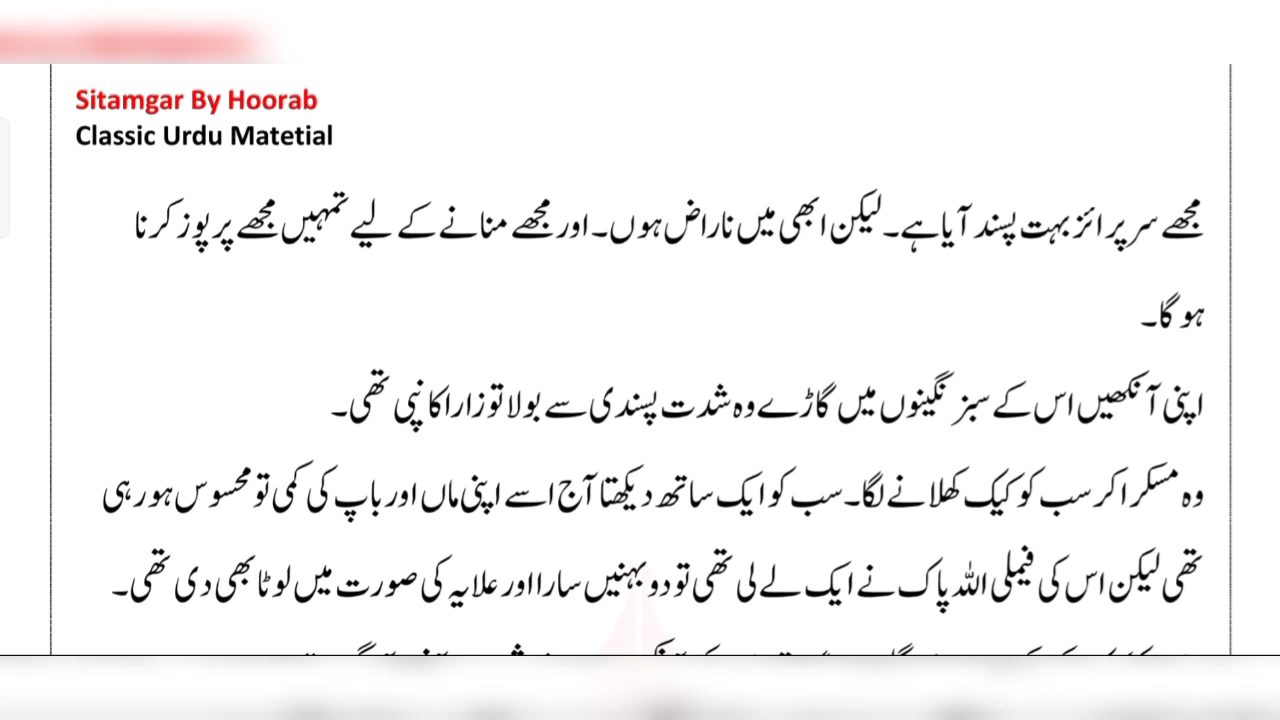 Sitamgar By Hoorab
Classic Urdu Matetial
مجھے سرپرائز بہت پسند آیا ہے۔ لیکن ابھی میں ناراض ہوں۔ اور مجھے منانے کے لیے تمہیں مجھے پرپوز کرنا
ہو گا۔
اپنی آنکھیں اس کے سبز نگینوں میں گاڑے وہ شدت پسندی سے بولا تو زارا کانپی تھی۔
وہ مسکرا کر سب کو کیک کھلانے لگا۔ سب کو ایک ساتھ دیکھتا آج اسے اپنی ماں اور باپ کی کمی تو محسوس ہو رہی
تھی لیکن اس کی فیملی اللہ پاک نے ایک لے لی تھی تو دو بہنیں سارا اور علایہ کی صورت میں لوٹا بھی دی تھی۔